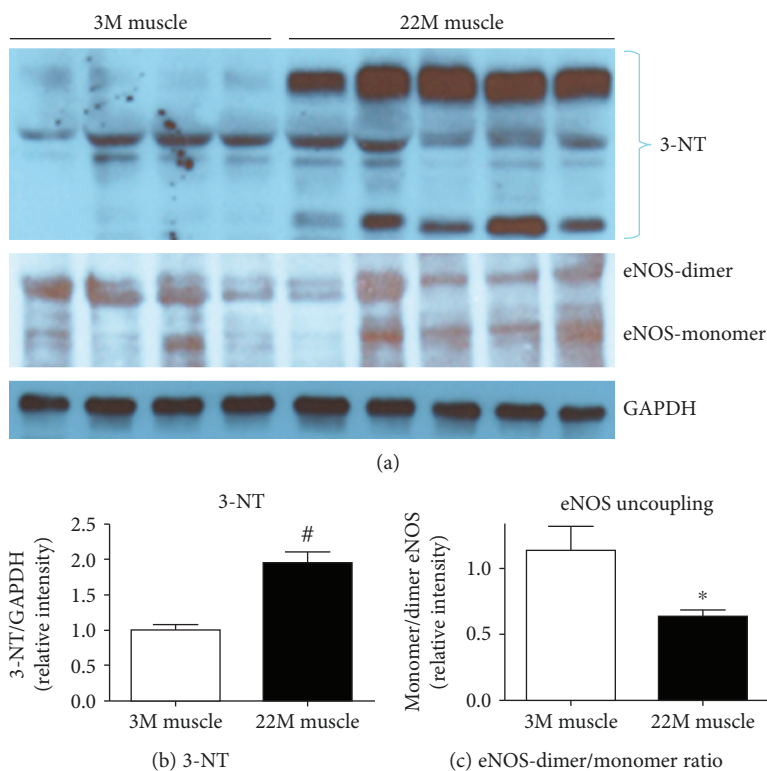 3M muscle 22M muscle
3-NT
eNOS-dimer
eNOS-monomer
GAPDH
(a)
3-NT
2.5
#
2.0
1.5
1.0
0.5
0.0
3-NT/GAPDH
(relative intensity)
3M muscle 22M muscle
(b) 3-NT
eNOS uncoupling
1.0
*
0.5
0.0
Monomer/dimer eNOS
(relative intensity)
3M muscle 22M muscle
(c) eNOS-dimer/monomer ratio